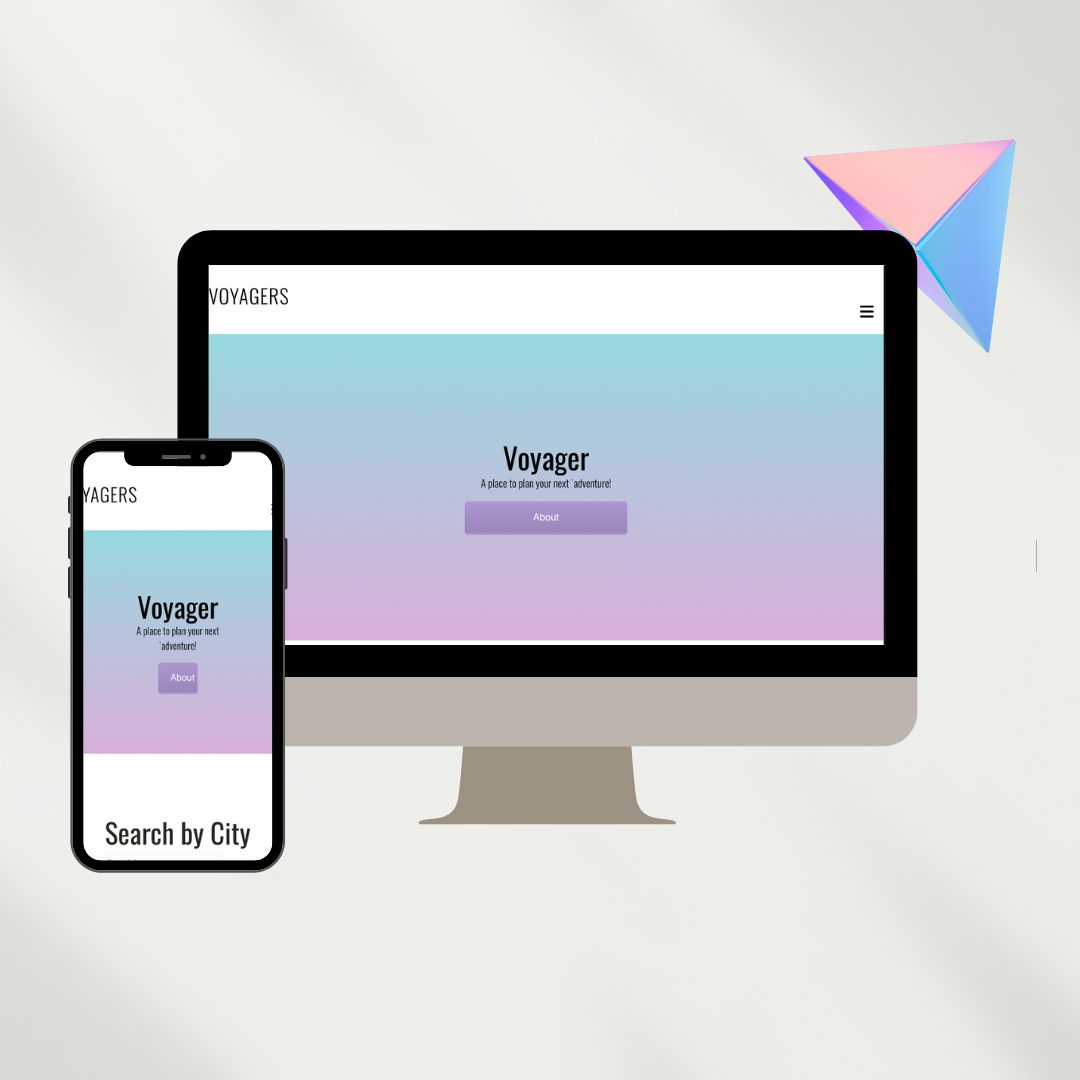 VOYAGERS
Voyager
A place to plan your next 'adventure!
About
YAGERS
Voyager
A place to plan your next
'adventure!
About
Search by City